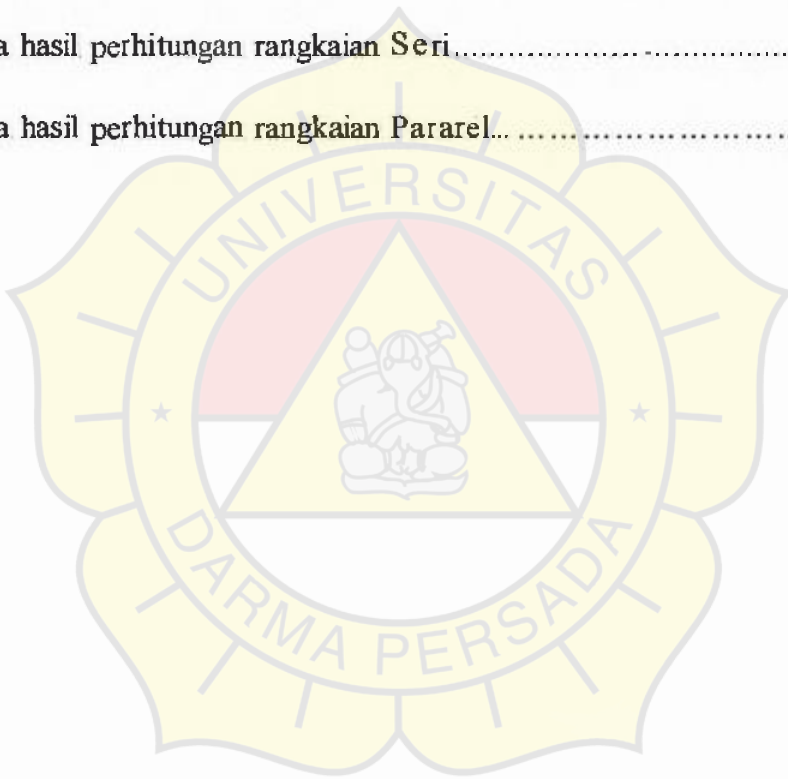 a hasil perhitungan rangkaian Seri.................... -................
a hasil perhitungan rangkaian Pararel... ........................
UNIVERSITAS
DARMA PERSADA